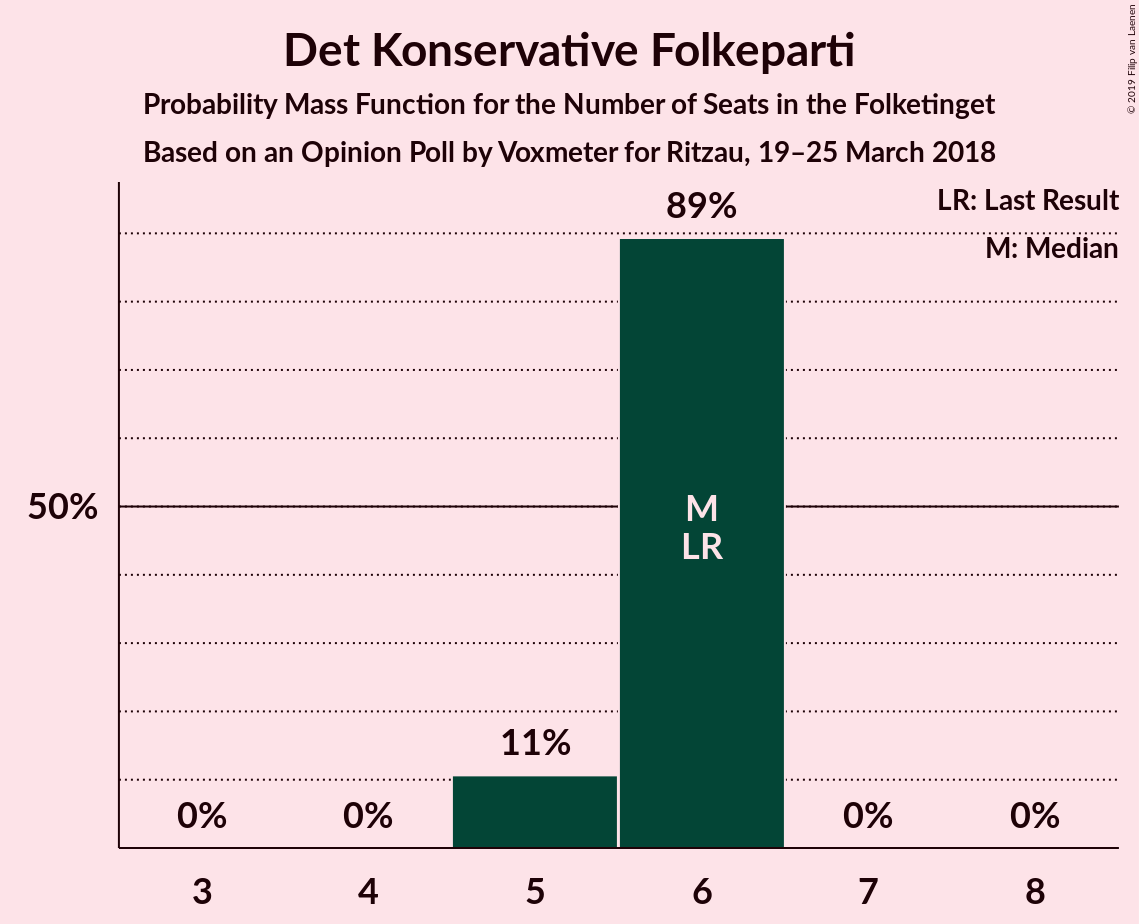 Det Konservative Folkeparti
Probability Mass Function for the Number of Seats in the Folketinget
Based on an Opinion Poll by Voxmeter for Ritzau, 19–25 March 2018
© 2019 Filip van Laenen
LR: Last Result
M: Median
89%
50%
M
LR
11%
0%
0%
0%
0%
3
4
5
6
7
8